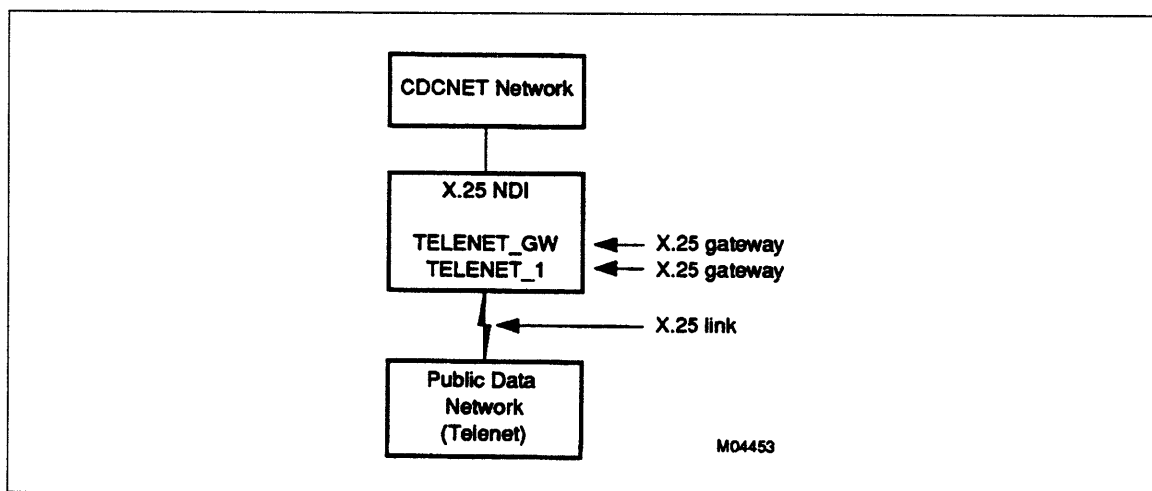 CDCNET Network
X.25 NDI
TELENET_GW
X.25 gateway
TELENET_1
X.25 gateway
X.25 link
Public Data
Network
(Telenet)
M04453